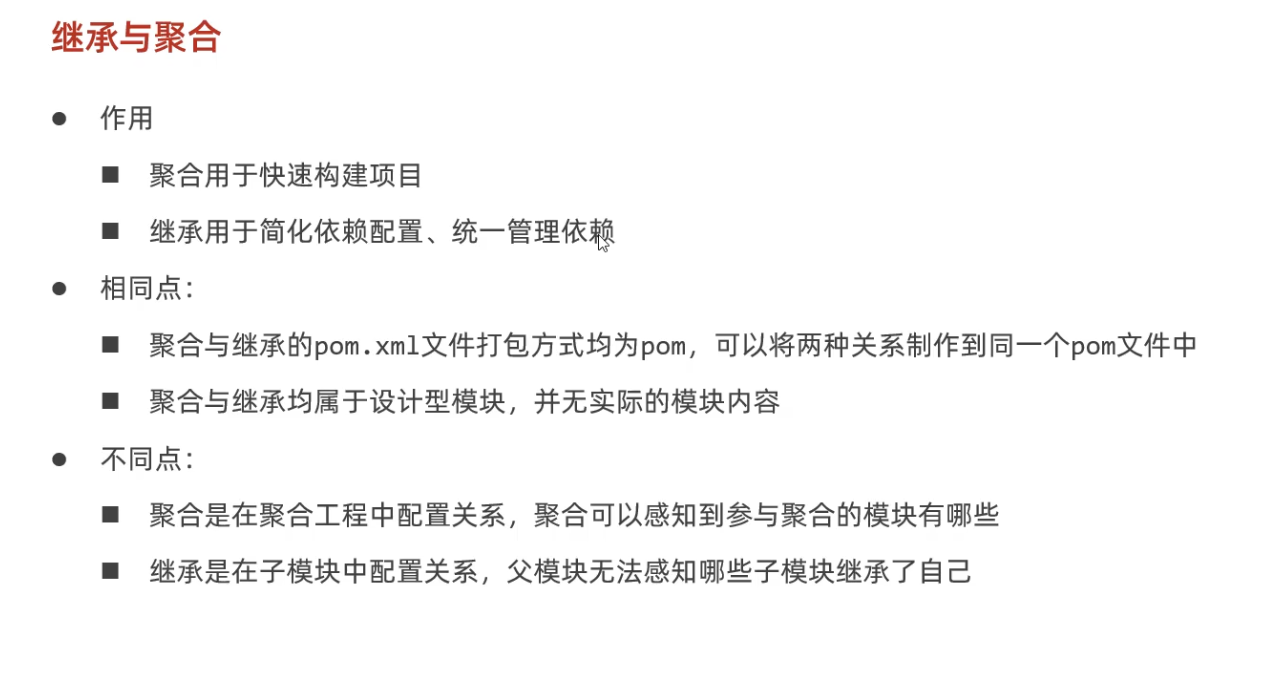 继承与聚合
作用
聚合用于快速构建项目
继承用于简化依赖配置、统一管理依赖
相同点：
聚合与继承的pom.xml文件打包方式均为pom，可以将两种关系制作到同一个pom文件中
聚合与继承均属于设计型模块，并无实际的模块内容
不同点：
聚合是在聚合工程中配置关系，聚合可以感知到参与聚合的模块有哪些
继承是在子模块中配置关系，父模块无法感知哪些子模块继承了自己